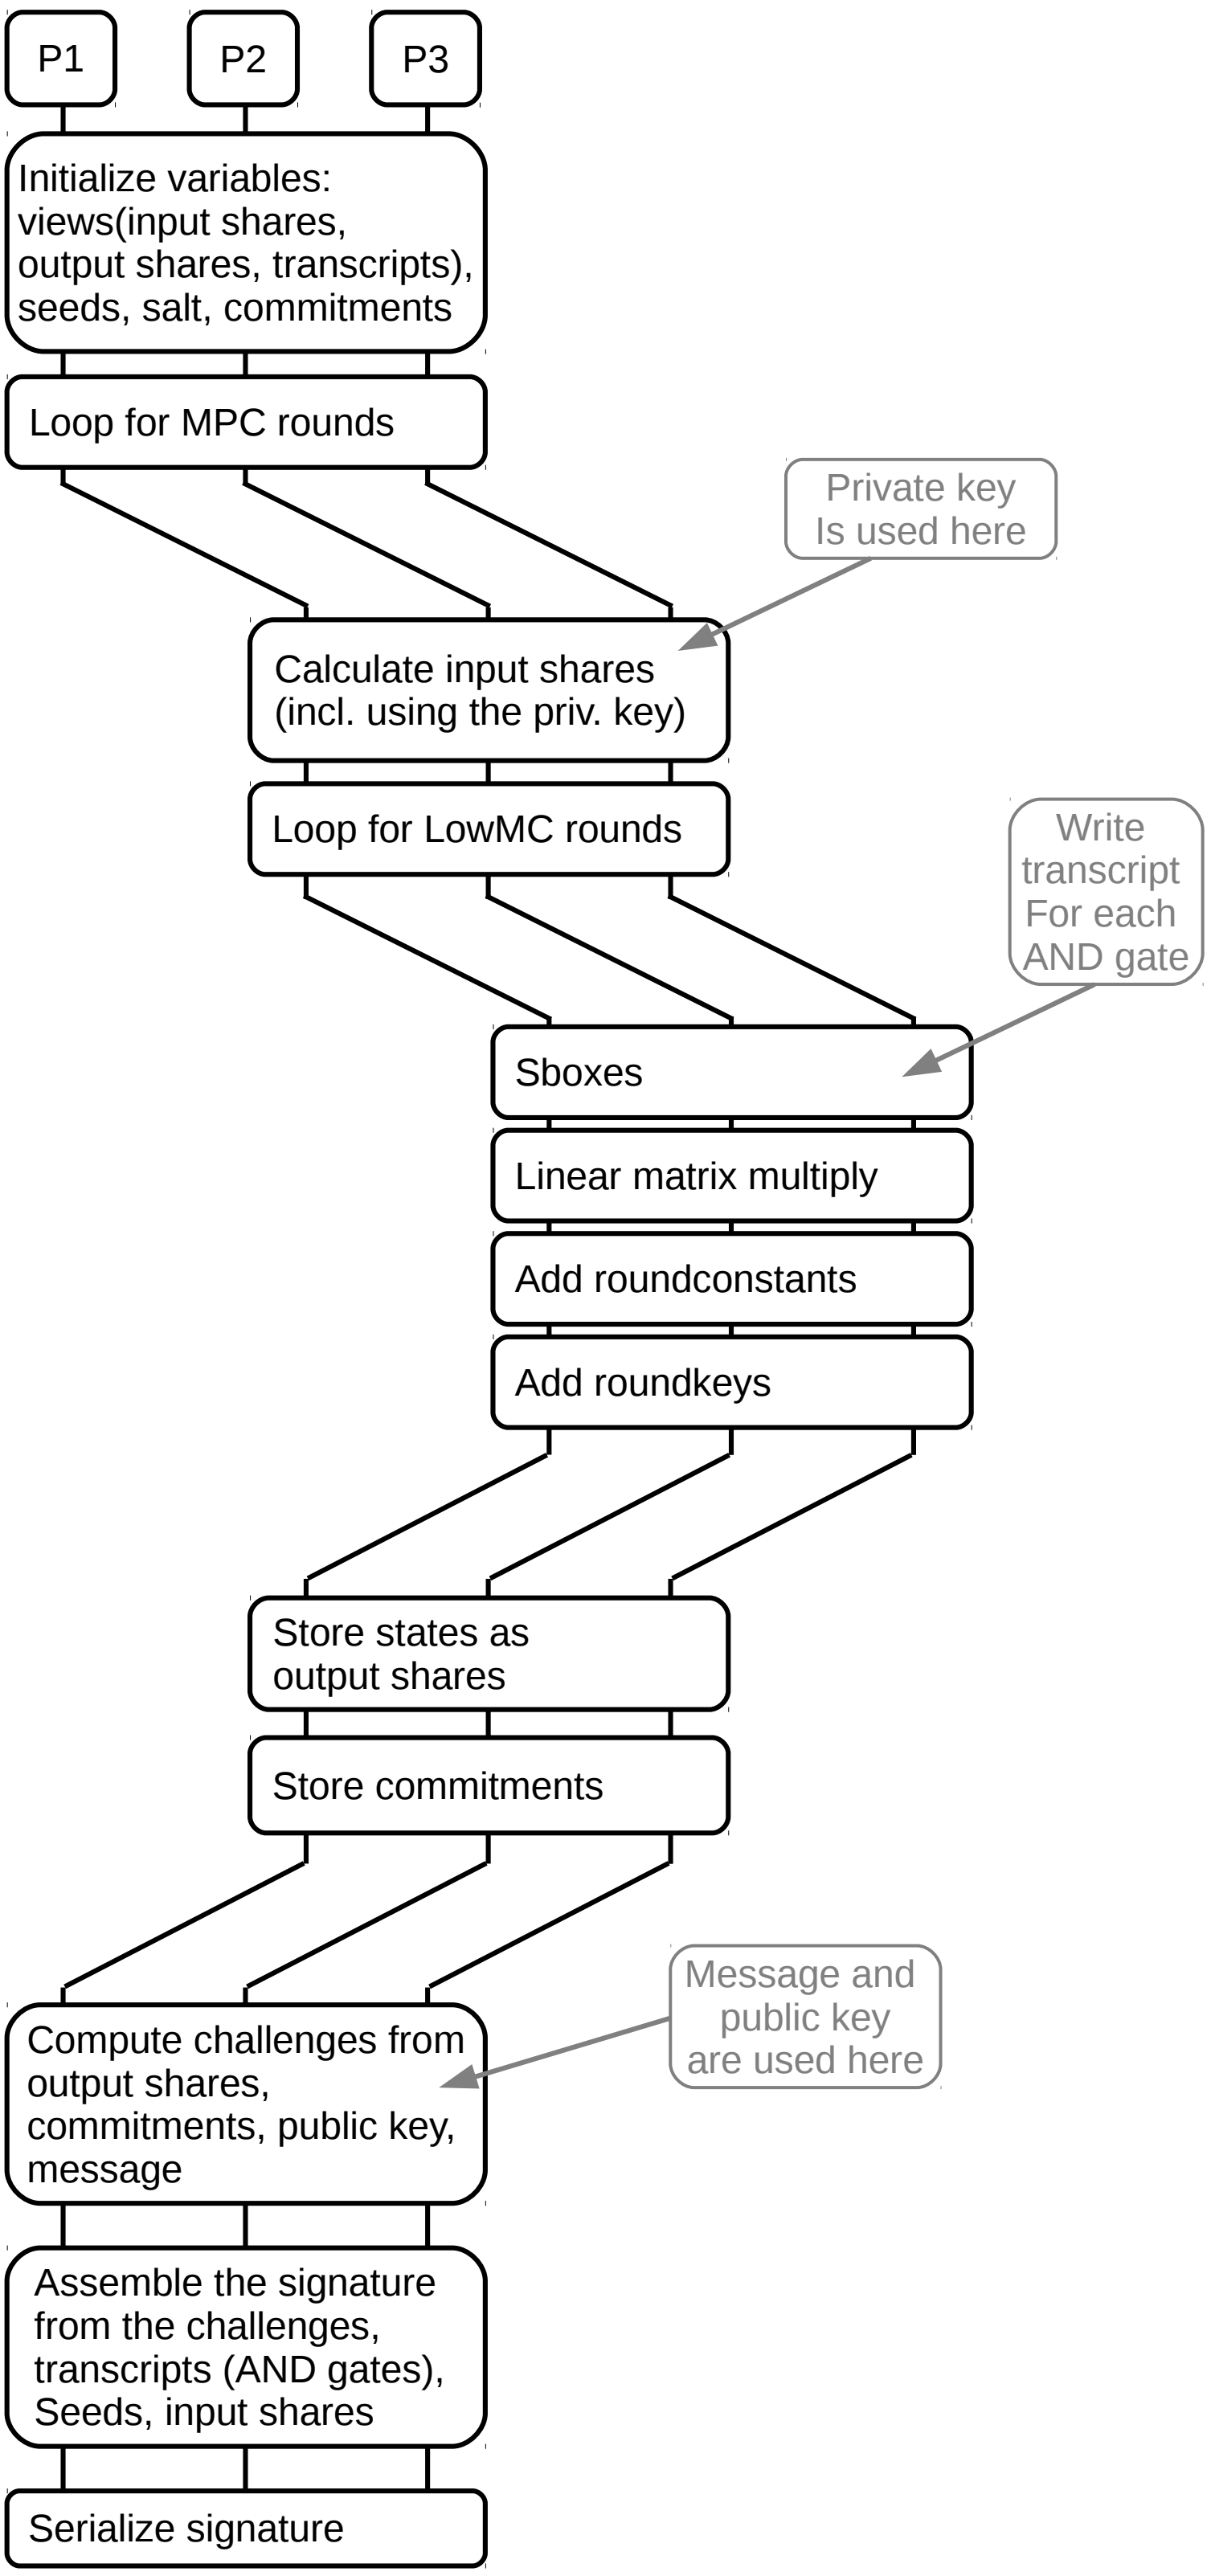 P1 P2 P3
Initialize variables:
views(input shares,
output shares, transcripts),
seeds, salt, commitments
Loop for MPC rounds
Private key
Is used here
Calculate input shares
(incl. using the priv. key)
Loop for LowMC rounds
Write
transcript
For each
AND gate
Sboxes
Linear matrix multiply
Add roundconstants
Add roundkeys
Store states as
output shares
Store commitments
Message and
public key
are used here
Compute challenges from
output shares,
commitments, public key,
message
Assemble the signature
from the challenges,
transcripts (AND gates),
Seeds, input shares
Serialize signature